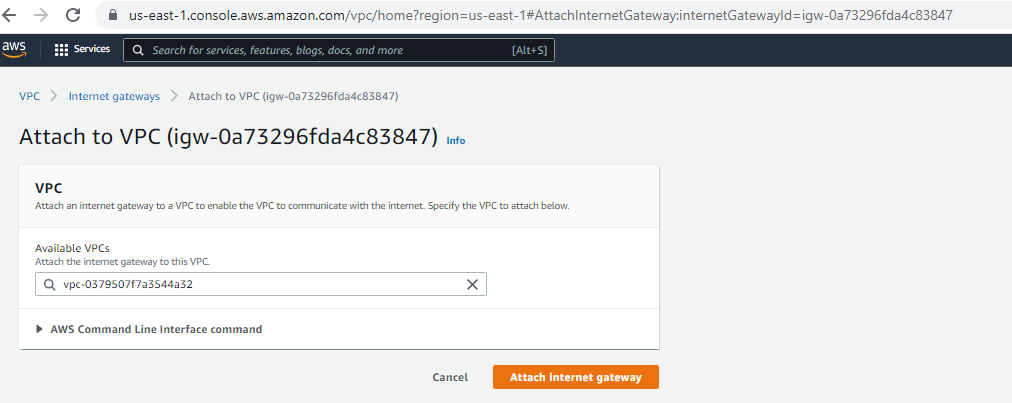 us-east-1.console.aws.amazon.com/vpc/home?region=us-east-1#AttachInternetGateway:internetGatewayId=igw-0a73296fda4c83847
aws Services Search for services, features, blogs, docs, and more [Alt+S]
VPC Internet gateways Attach to VPC (igw-0a73296fda4c83847)
Attach to VPC (igw-0a73296fda4c83847) Info
VPC
Attach an internet gateway to a VPC to enable the VPC to communicate with the internet. Specify the VPC to attach below.
Available VPCs
Attach the internet gateway to this VPC.
vpc-0379507f7a3544a32
AWS Command Line Interface command
Cancel Attach internet gateway